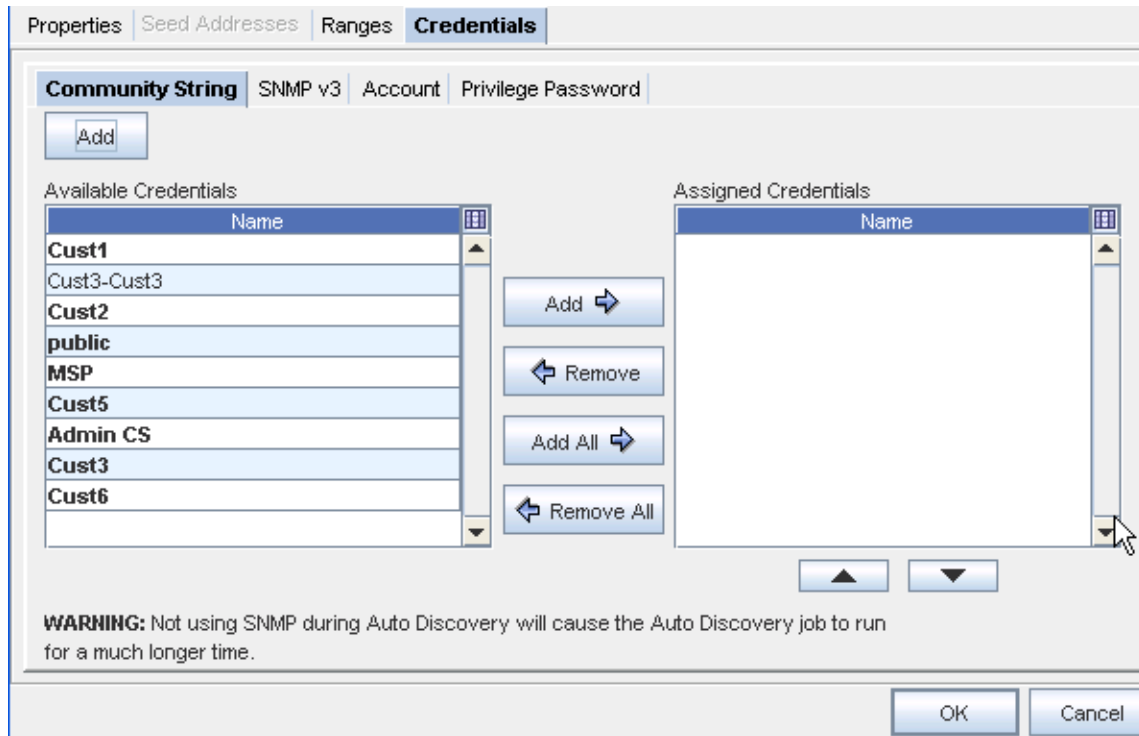 Properties Seed Addresses Ranges Credentials
Community String SNMP v3 Account Privilege Password
Add
Available Credentials Assigned Credentials
Name Name
Cust1
Cust3-Cust3
Cust2
public
MSP
Cust5
Admin CS
Cust3
Cust6
Add
Remove
Add All
Remove All
WARNING: Not using SNMP during Auto Discovery will cause the Auto Discovery job to run
for a much longer time.
OK Cancel